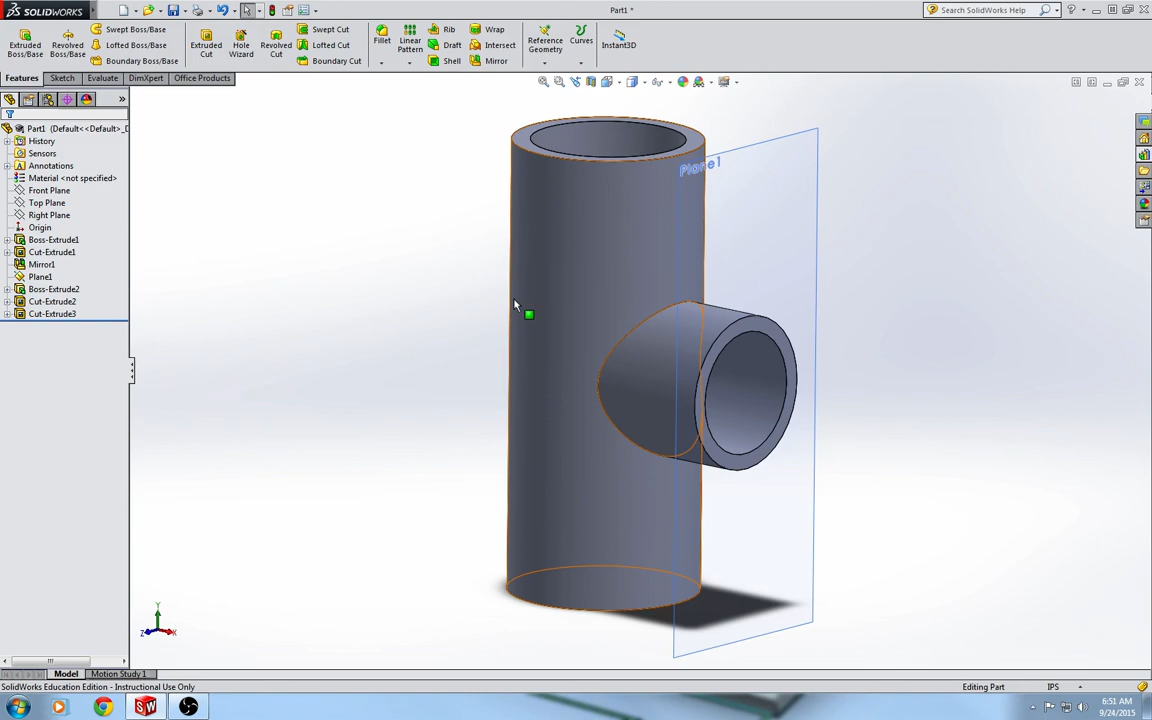 SOLIDWORKS
Part1 *
Search SolidWorks Help
Extruded Boss/Base
Revolved Boss/Base
Swept Boss/Base
Lofted Boss/Base
Boundary Boss/Base
Extruded Cut
Hole Wizard
Revolved Cut
Swept Cut
Lofted Cut
Boundary Cut
Fillet
Linear Pattern
Rib
Draft
Shell
Wrap
Intersect
Mirror
Reference Geometry
Curves
Instant3D
Features
Sketch
Evaluate
DimXpert
Office Products
Part1 (Default<<Default>_D
History
Sensors
Annotations
Material <not specified>
Front Plane
Top Plane
Right Plane
Origin
Boss-Extrude1
Cut-Extrude1
Mirror1
Plane1
Boss-Extrude2
Cut-Extrude2
Cut-Extrude3
Plane1
Y
Z
X
Model
Motion Study 1
SolidWorks Education Edition - Instructional Use Only
Editing Part
IPS
6:51 AM
9/24/2015